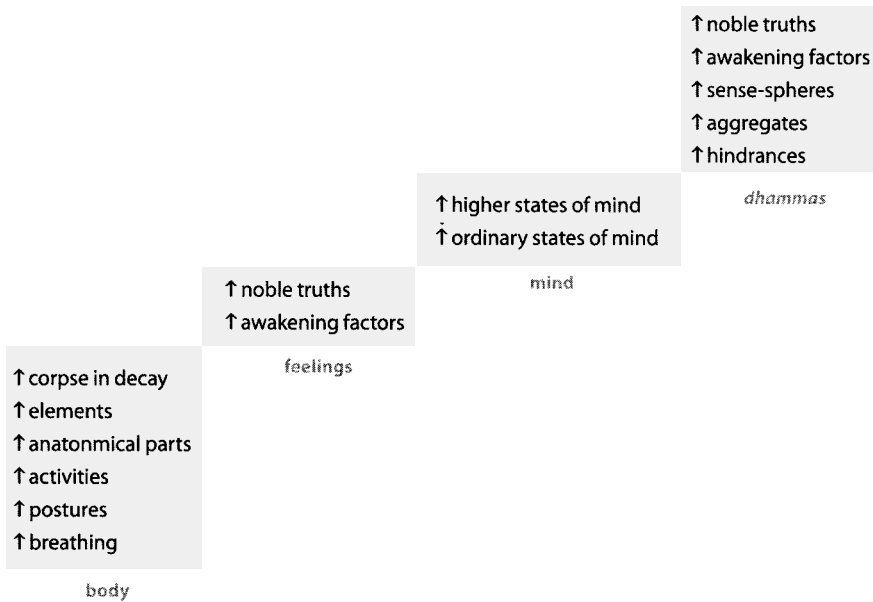 ↑ noble truths
↑ awakening factors
↑ sense-spheres
↑ aggregates
↑ hindrances
dhammas
↑ higher states of mind
↑ ordinary states of mind
mind
↑ noble truths
↑ awakening factors
feelings
↑ corpse in decay
↑ elements
↑ anatonmical parts
↑ activities
↑ postures
↑ breathing
body